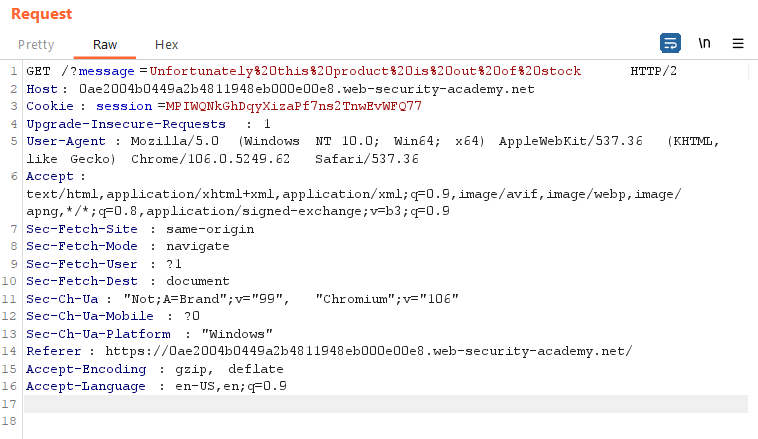 Request
Pretty Raw Hex \n
1 GET /?message=Unfortunately%20this%20product%20is%20out%20of%20stock HTTP/2
2 Host: 0ae2004b0449a2b4811948eb000e00e8.web-security-academy.net
3 Cookie: session=MPIWQNkGhDqyXizaPf7ns2TnwEvWFQ77
4 Upgrade-Insecure-Requests : 1
5 User-Agent : Mozilla/5.0 (Windows NT 10.0; Win64; x64) AppleWebKit/537.36 (KHTML,
like Gecko) Chrome/106.0.5249.62 Safari/537.36
6 Accept :
text/html,application/xhtml+xml,application/xml;q=0.9,image/avif,image/webp,image/
apng,*/*;q=0.8,application/signed-exchange;v=b3;q=0.9
7 Sec-Fetch-Site : same-origin
8 Sec-Fetch-Mode : navigate
9 Sec-Fetch-User : ?1
10 Sec-Fetch-Dest : document
11 Sec-Ch-Ua : "Not;A=Brand";v="99", "Chromium";v="106"
12 Sec-Ch-Ua-Mobile : ?0
13 Sec-Ch-Ua-Platform : "Windows"
14 Referer : https://0ae2004b0449a2b4811948eb000e00e8.web-security-academy.net/
15 Accept-Encoding : gzip, deflate
16 Accept-Language : en-US,en;q=0.9
17
18